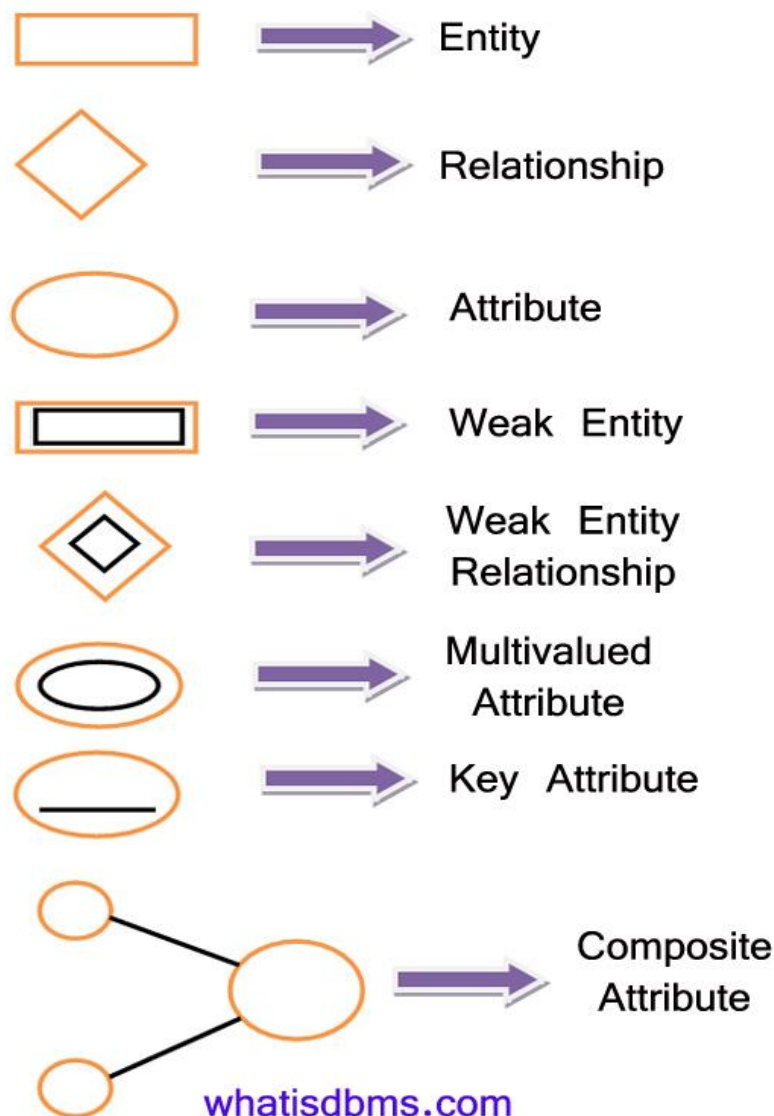 Entity
Relationship
Attribute
Weak Entity
Weak Entity
Relationship
Multivalued
Attribute
Key Attribute
Composite
Attribute
whatisdbms.com